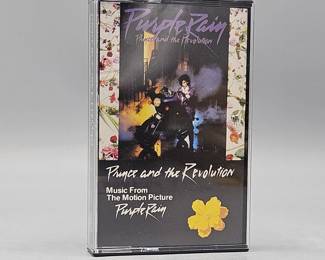 Purple Rain
Prince and the Revolution
Prince and the Revolution
Music From
The Motion Picture
Purple Rain